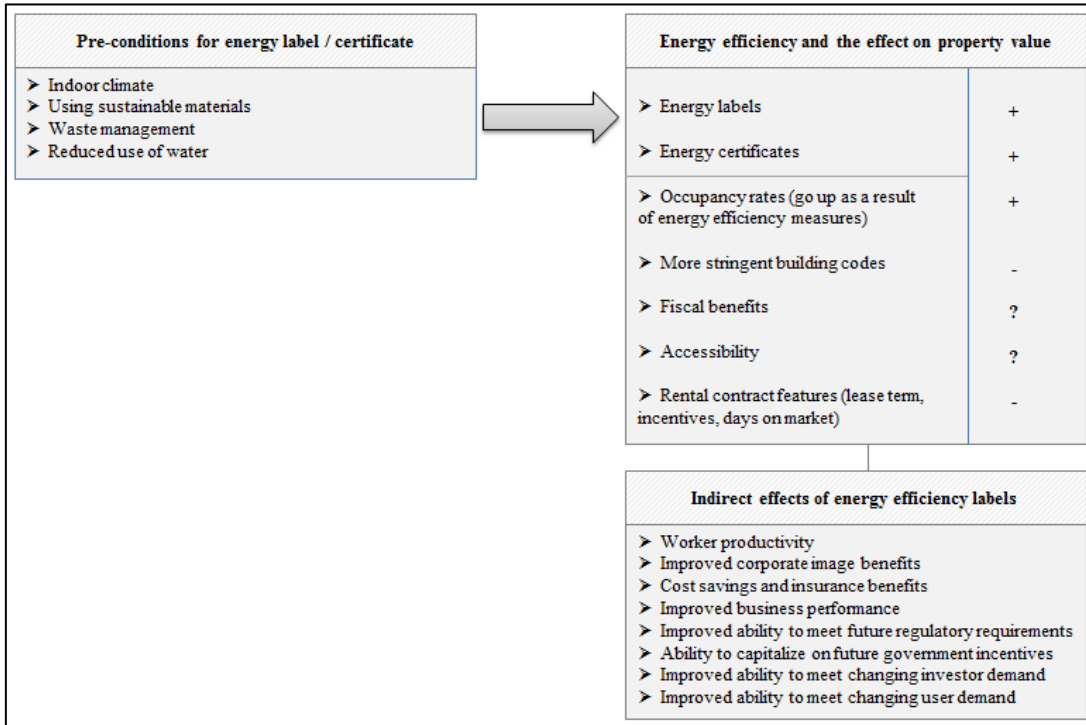 Pre-conditions for energy label / certificate
➤ Indoor climate
➤ Using sustainable materials
➤ Waste management
➤ Reduced use of water
Energy efficiency and the effect on property value
➤ Energy labels +
➤ Energy certificates +
➤ Occupancy rates (go up as a result
of energy efficiency measures) +
➤ More stringent building codes -
➤ Fiscal benefits ?
➤ Accessibility ?
➤ Rental contract features (lease term,
incentives, days on market) -
Indirect effects of energy efficiency labels
➤ Worker productivity
➤ Improved corporate image benefits
➤ Cost savings and insurance benefits
➤ Improved business performance
➤ Improved ability to meet future regulatory requirements
➤ Ability to capitalize on future government incentives
➤ Improved ability to meet changing investor demand
➤ Improved ability to meet changing user demand